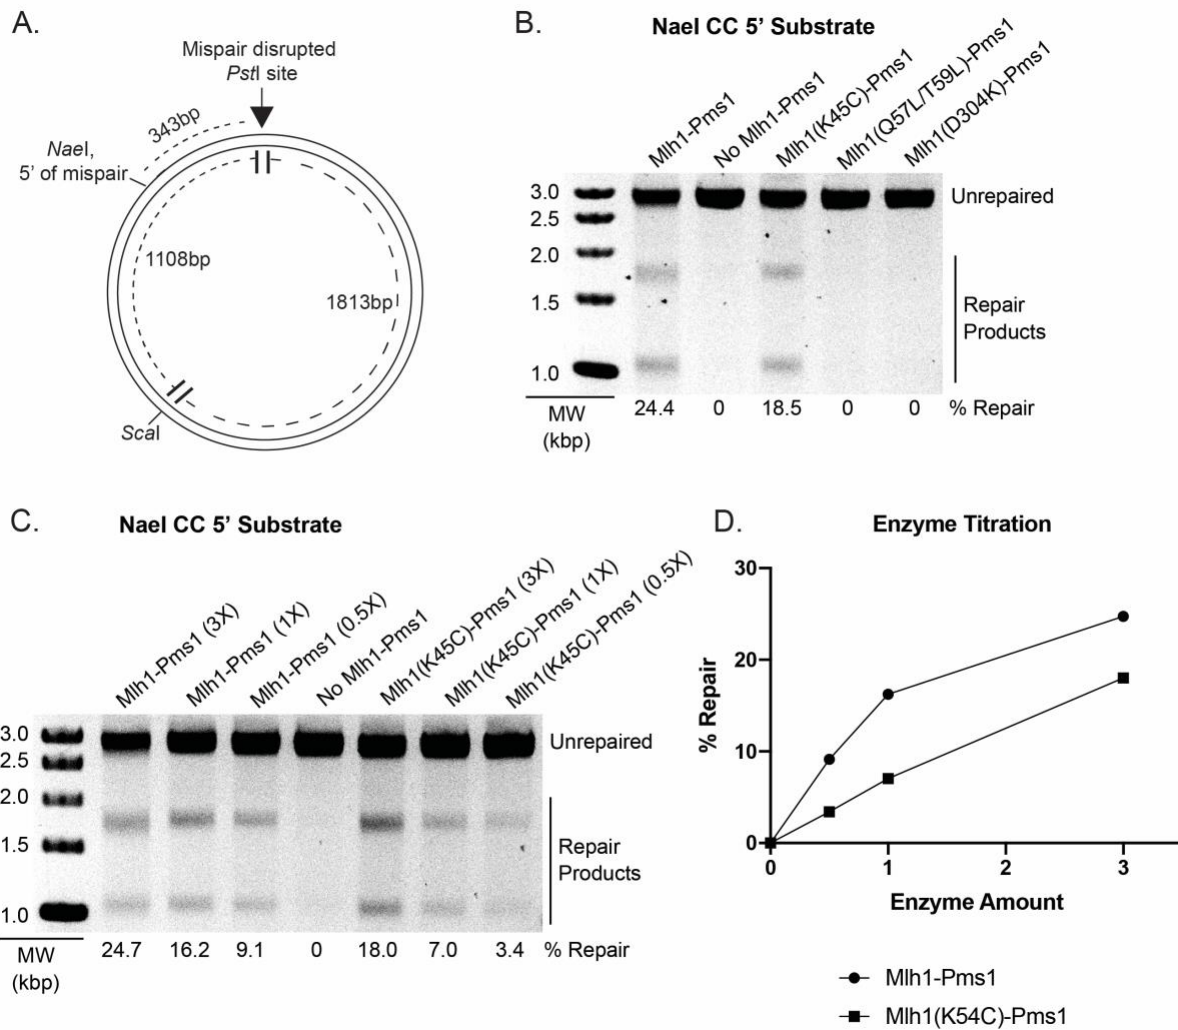 A.
Mispair disrupted
PstI site
343bp
NaeI,
5' of mispair
1108bp
1813bp
ScaI
B.
NaeI CC 5’ Substrate
Mlh1-Pms1
No Mlh1-Pms1
Mlh1(K45C)-Pms1
Mlh1(Q57L/T59L)-Pms1
Mlh1(D304K)-Pms1
3.0
2.5
2.0
1.5
1.0
Unrepaired
Repair
Products
MW
(kbp)
24.4 0 18.5 0 0 % Repair
C.
NaeI CC 5’ Substrate
Mlh1-Pms1 (3X)
Mlh1-Pms1 (1X)
Mlh1-Pms1 (0.5X)
No Mlh1-Pms1
Mlh1(K45C)-Pms1 (3X)
Mlh1(K45C)-Pms1 (1X)
Mlh1(K45C)-Pms1 (0.5X)
3.0
2.5
2.0
1.5
1.0
Unrepaired
Repair
Products
MW
(kbp)
24.7 16.2 9.1 0 18.0 7.0 3.4 % Repair
D.
Enzyme Titration
% Repair
30
20
10
0
0 1 2 3
Enzyme Amount
Mlh1-Pms1
Mlh1(K54C)-Pms1